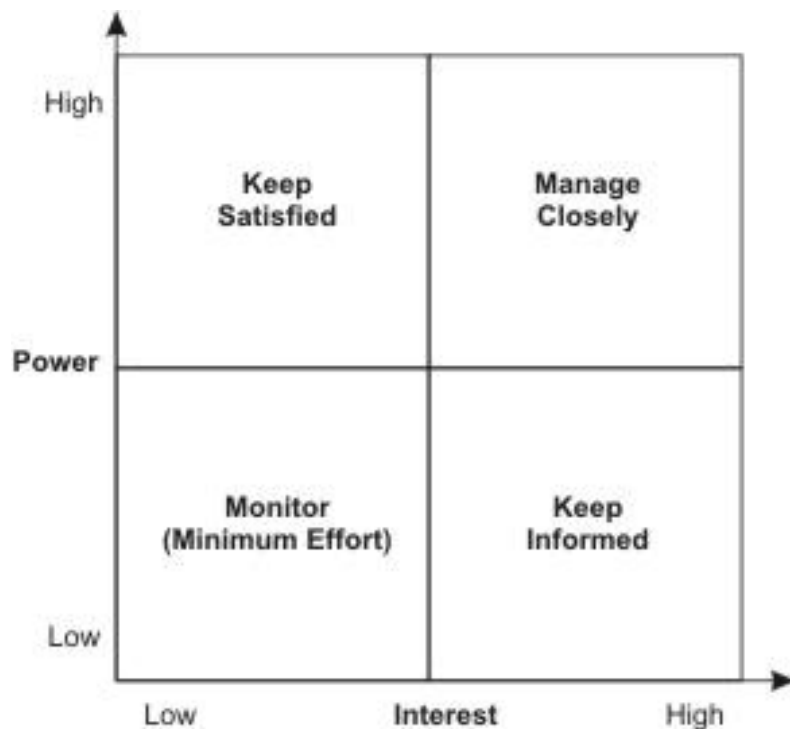 High
Keep
Satisfied
Manage
Closely
Power
Monitor
(Minimum Effort)
Keep
Informed
Low
Low
Interest
High